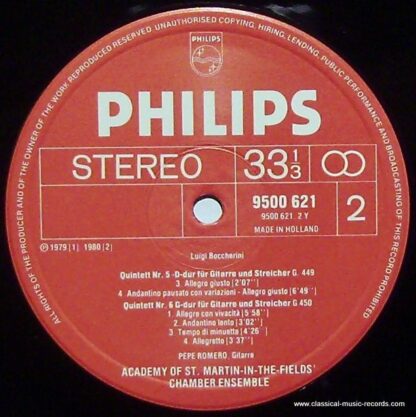 ALL RIGHTS OF THE PRODUCER AND OF THE OWNER OF THE WORK REPRODUCED RESERVED UNAUTHORISED COPYING, HIRING, LENDING, PUBLIC PERFORMANCE AND BROADCASTING OF THIS RECORD PROHIBITED
PHILIPS
PHILIPS
STEREO 33 1/3
9500 621 2
9500 621. 2 Y
MADE IN HOLLAND
Ⓟ 1979 |1| 1980 |2|
Luigi Boccherini
Quintett Nr. 5 -D-dur für Gitarre und Streicher G. 449
3 Allegro giusto |2'07''|
4 Andantino pausato con variazioni - Allegro giusto |6'49''|
Quintett Nr. 6 G-dur für Gitarre und Streicher G 450
1 Allegro con vivacità |5'58''|
2. Andantino lento |3'02''|
3 Tempo di minuetto |4'26''|
4 Allegretto | 3'37''|
PEPE ROMERO, Gitarre
ACADEMY OF ST. MARTIN-IN-THE-FIELDS'
CHAMBER ENSEMBLE
www.classical-music-records.com